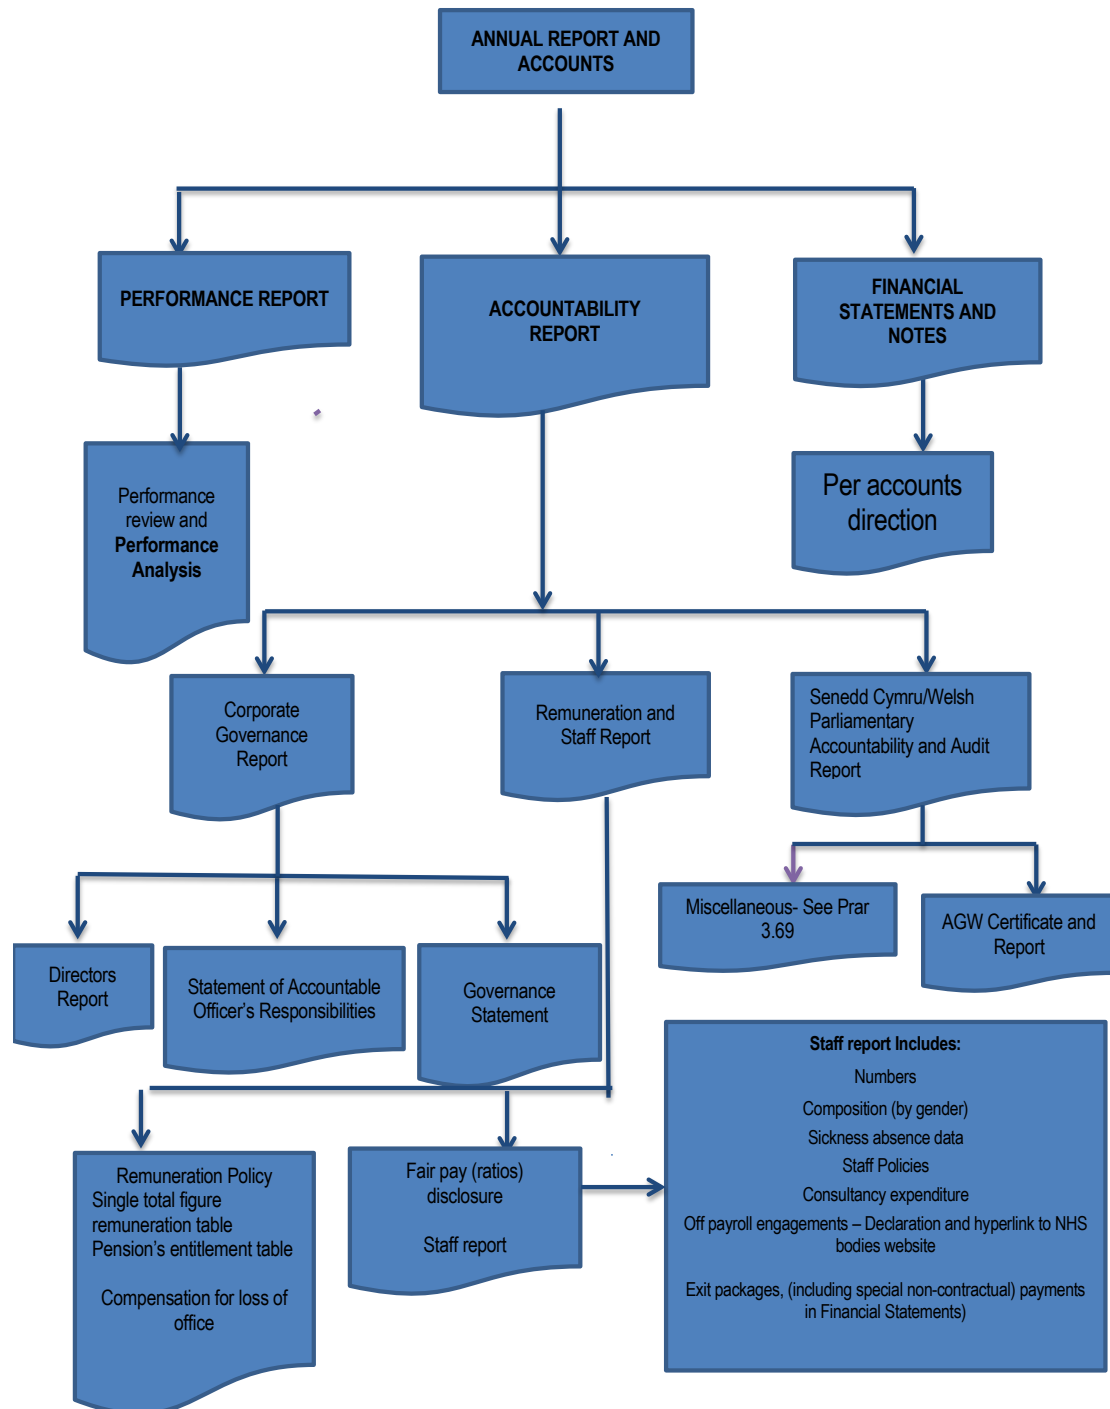 ANNUAL REPORT AND
ACCOUNTS
PERFORMANCE REPORT
ACCOUNTABILITY
REPORT
FINANCIAL
STATEMENTS AND
NOTES
Performance
review and
Performance
Analysis
Per accounts
direction
Corporate
Governance
Report
Remuneration and
Staff Report
Senedd Cymru/Welsh
Parliamentary
Accountability and Audit
Report
Miscellaneous- See Prar
3.69
AGW Certificate and
Report
Directors
Report
Statement of Accountable
Officer’s Responsibilities
Governance
Statement
Remuneration Policy
Single total figure
remuneration table
Pension’s entitlement table
Compensation for loss of
office
Fair pay (ratios)
disclosure
Staff report
Staff report Includes:
Numbers
Composition (by gender)
Sickness absence data
Staff Policies
Consultancy expenditure
Off payroll engagements – Declaration and hyperlink to NHS
bodies website
Exit packages, (including special non-contractual) payments
in Financial Statements)